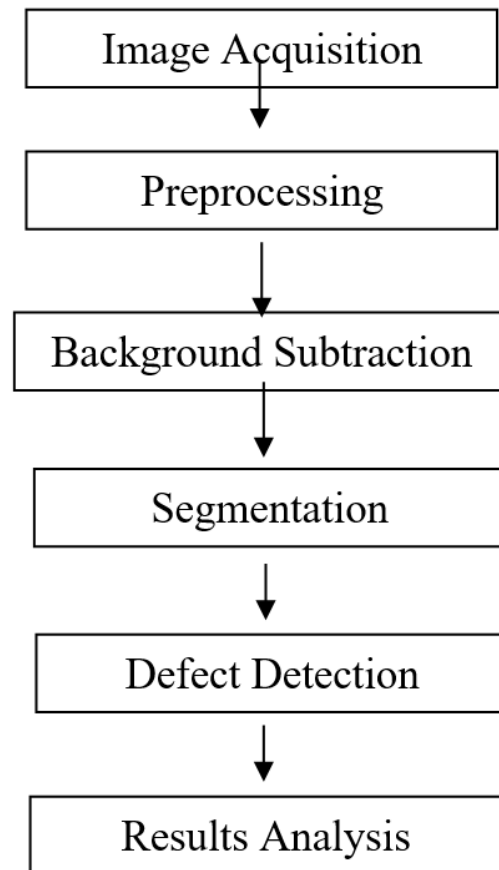 Image Acquisition
Preprocessing
Background Subtraction
Segmentation
Defect Detection
Results Analysis